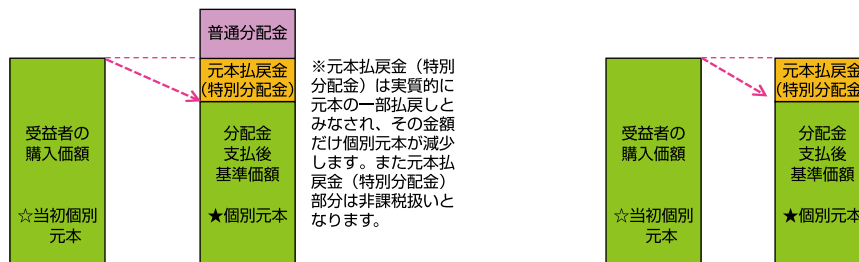 普通分配金
元本払戻金
(特別分配金)
受益者の
購入価額
☆当初個別
元本
分配金
支払後
基準価額
★個別元本
※元本払戻金（特別
分配金）は実質的に
元本の一部払戻しと
みなされ、その金額
だけ個別元本が減少
します。また元本払
戻金（特別分配金）
部分は非課税扱いと
なります。
受益者の
購入価額
☆当初個別
元本
元本払戻金
(特別分配金
分配金
支払後
基準価額
★個別元本